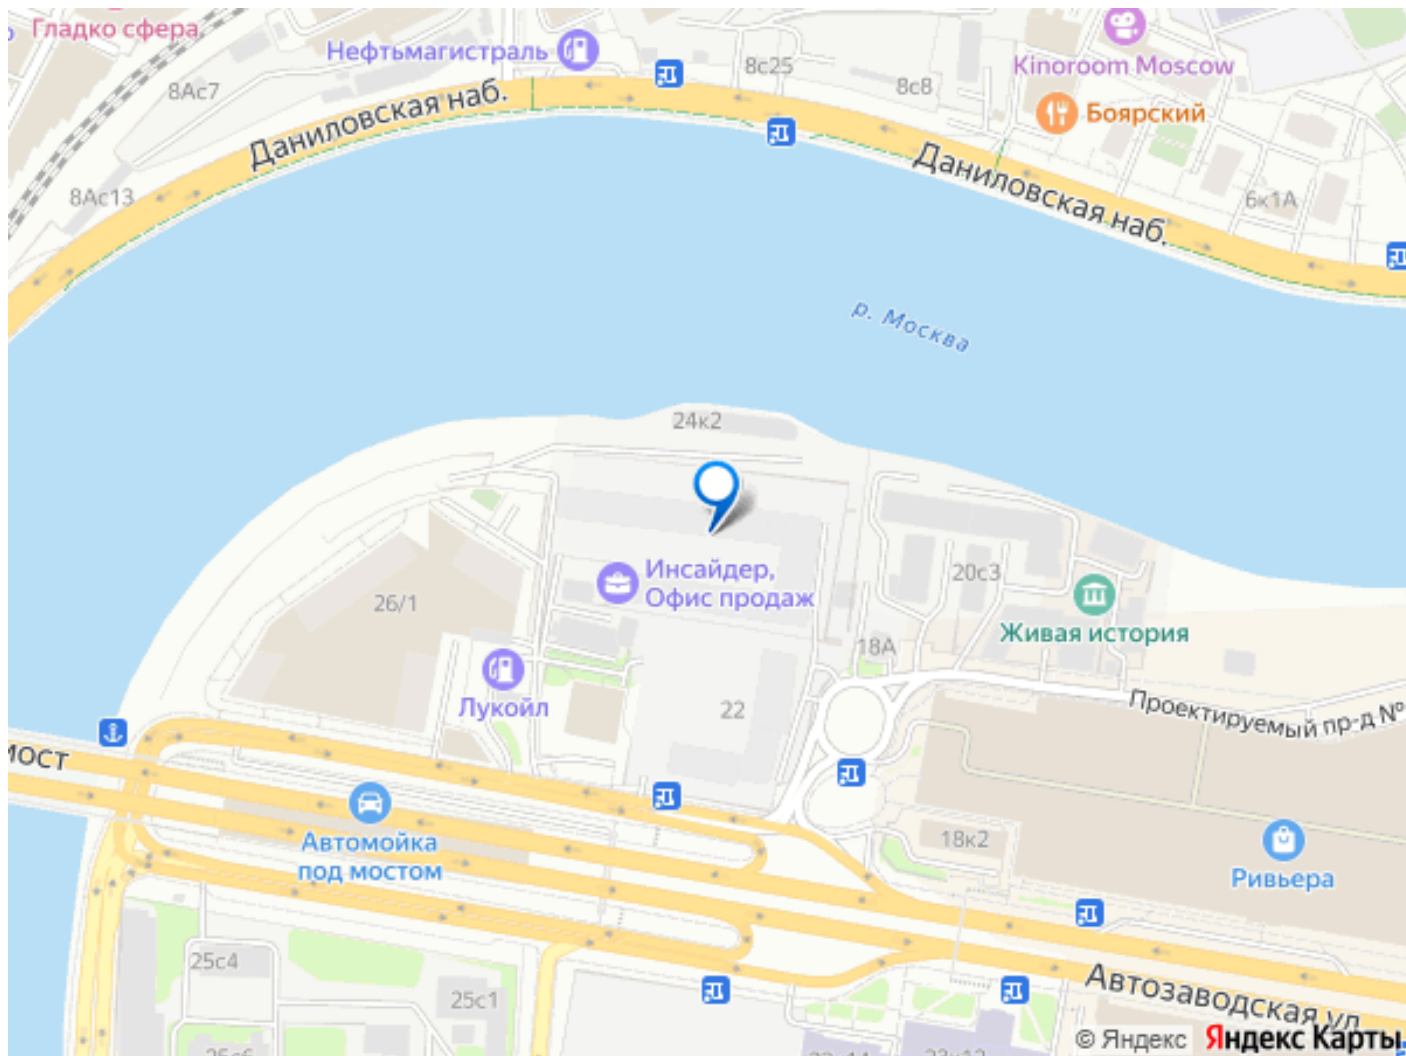 Гладко сфера
Нефтьмагистраль
8с25
Kinoroom Moscow
8Ас7
8с8
Боярский
Даниловская наб.
Даниловская наб.
8Ас13
6к1А
р. Москва
24к2
Инсайдер,
Офис продаж
20с3
26/1
Живая история
18А
Лукойл
22
Проектируемый пр-д №
мост
Автомойка
под мостом
18к2
Ривьера
25с4
25с1
Автозаводская ул.
© Яндекс Яндекс Карты